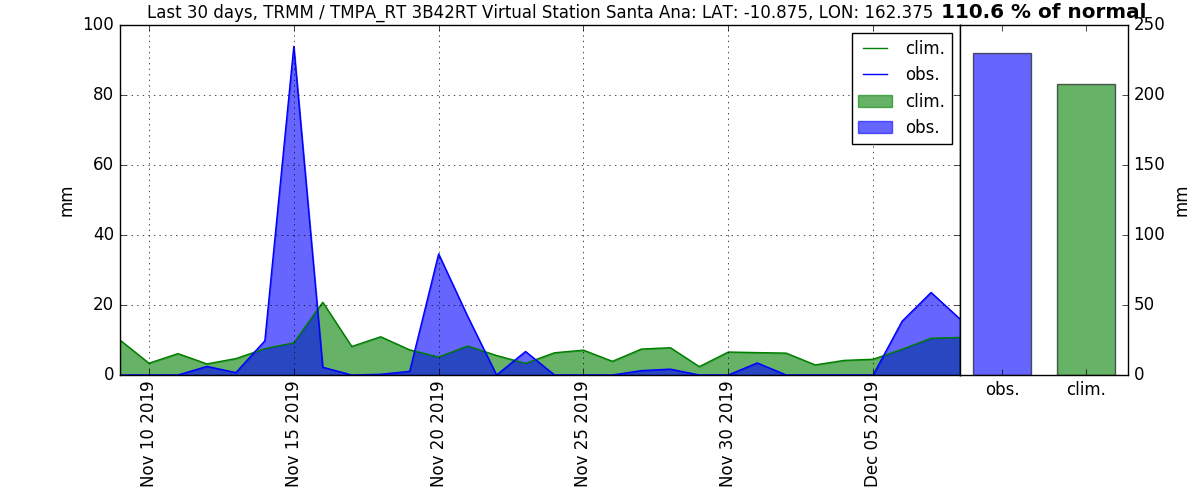 Last 30 days, TRMM / TMPA_RT 3B42RT Virtual Station Santa Ana: LAT: -10.875, LON: 162.375 110.6 % of normal
100
80
60
40
20
0
mm
clim.
obs.
clim.
obs.
250
200
150
100
50
0
mm
Nov 10 2019
Nov 15 2019
Nov 20 2019
Nov 25 2019
Nov 30 2019
Dec 05 2019
obs.
clim.